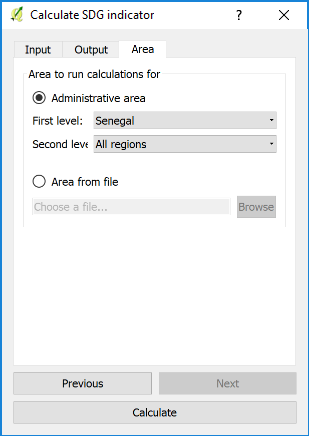 Calculate SDG indicator ? ×
Input Output Area
Area to run calculations for
Administrative area
First level: Senegal
Second leve All regions
Area from file
Choose a file... Browse
Previous Next
Calculate